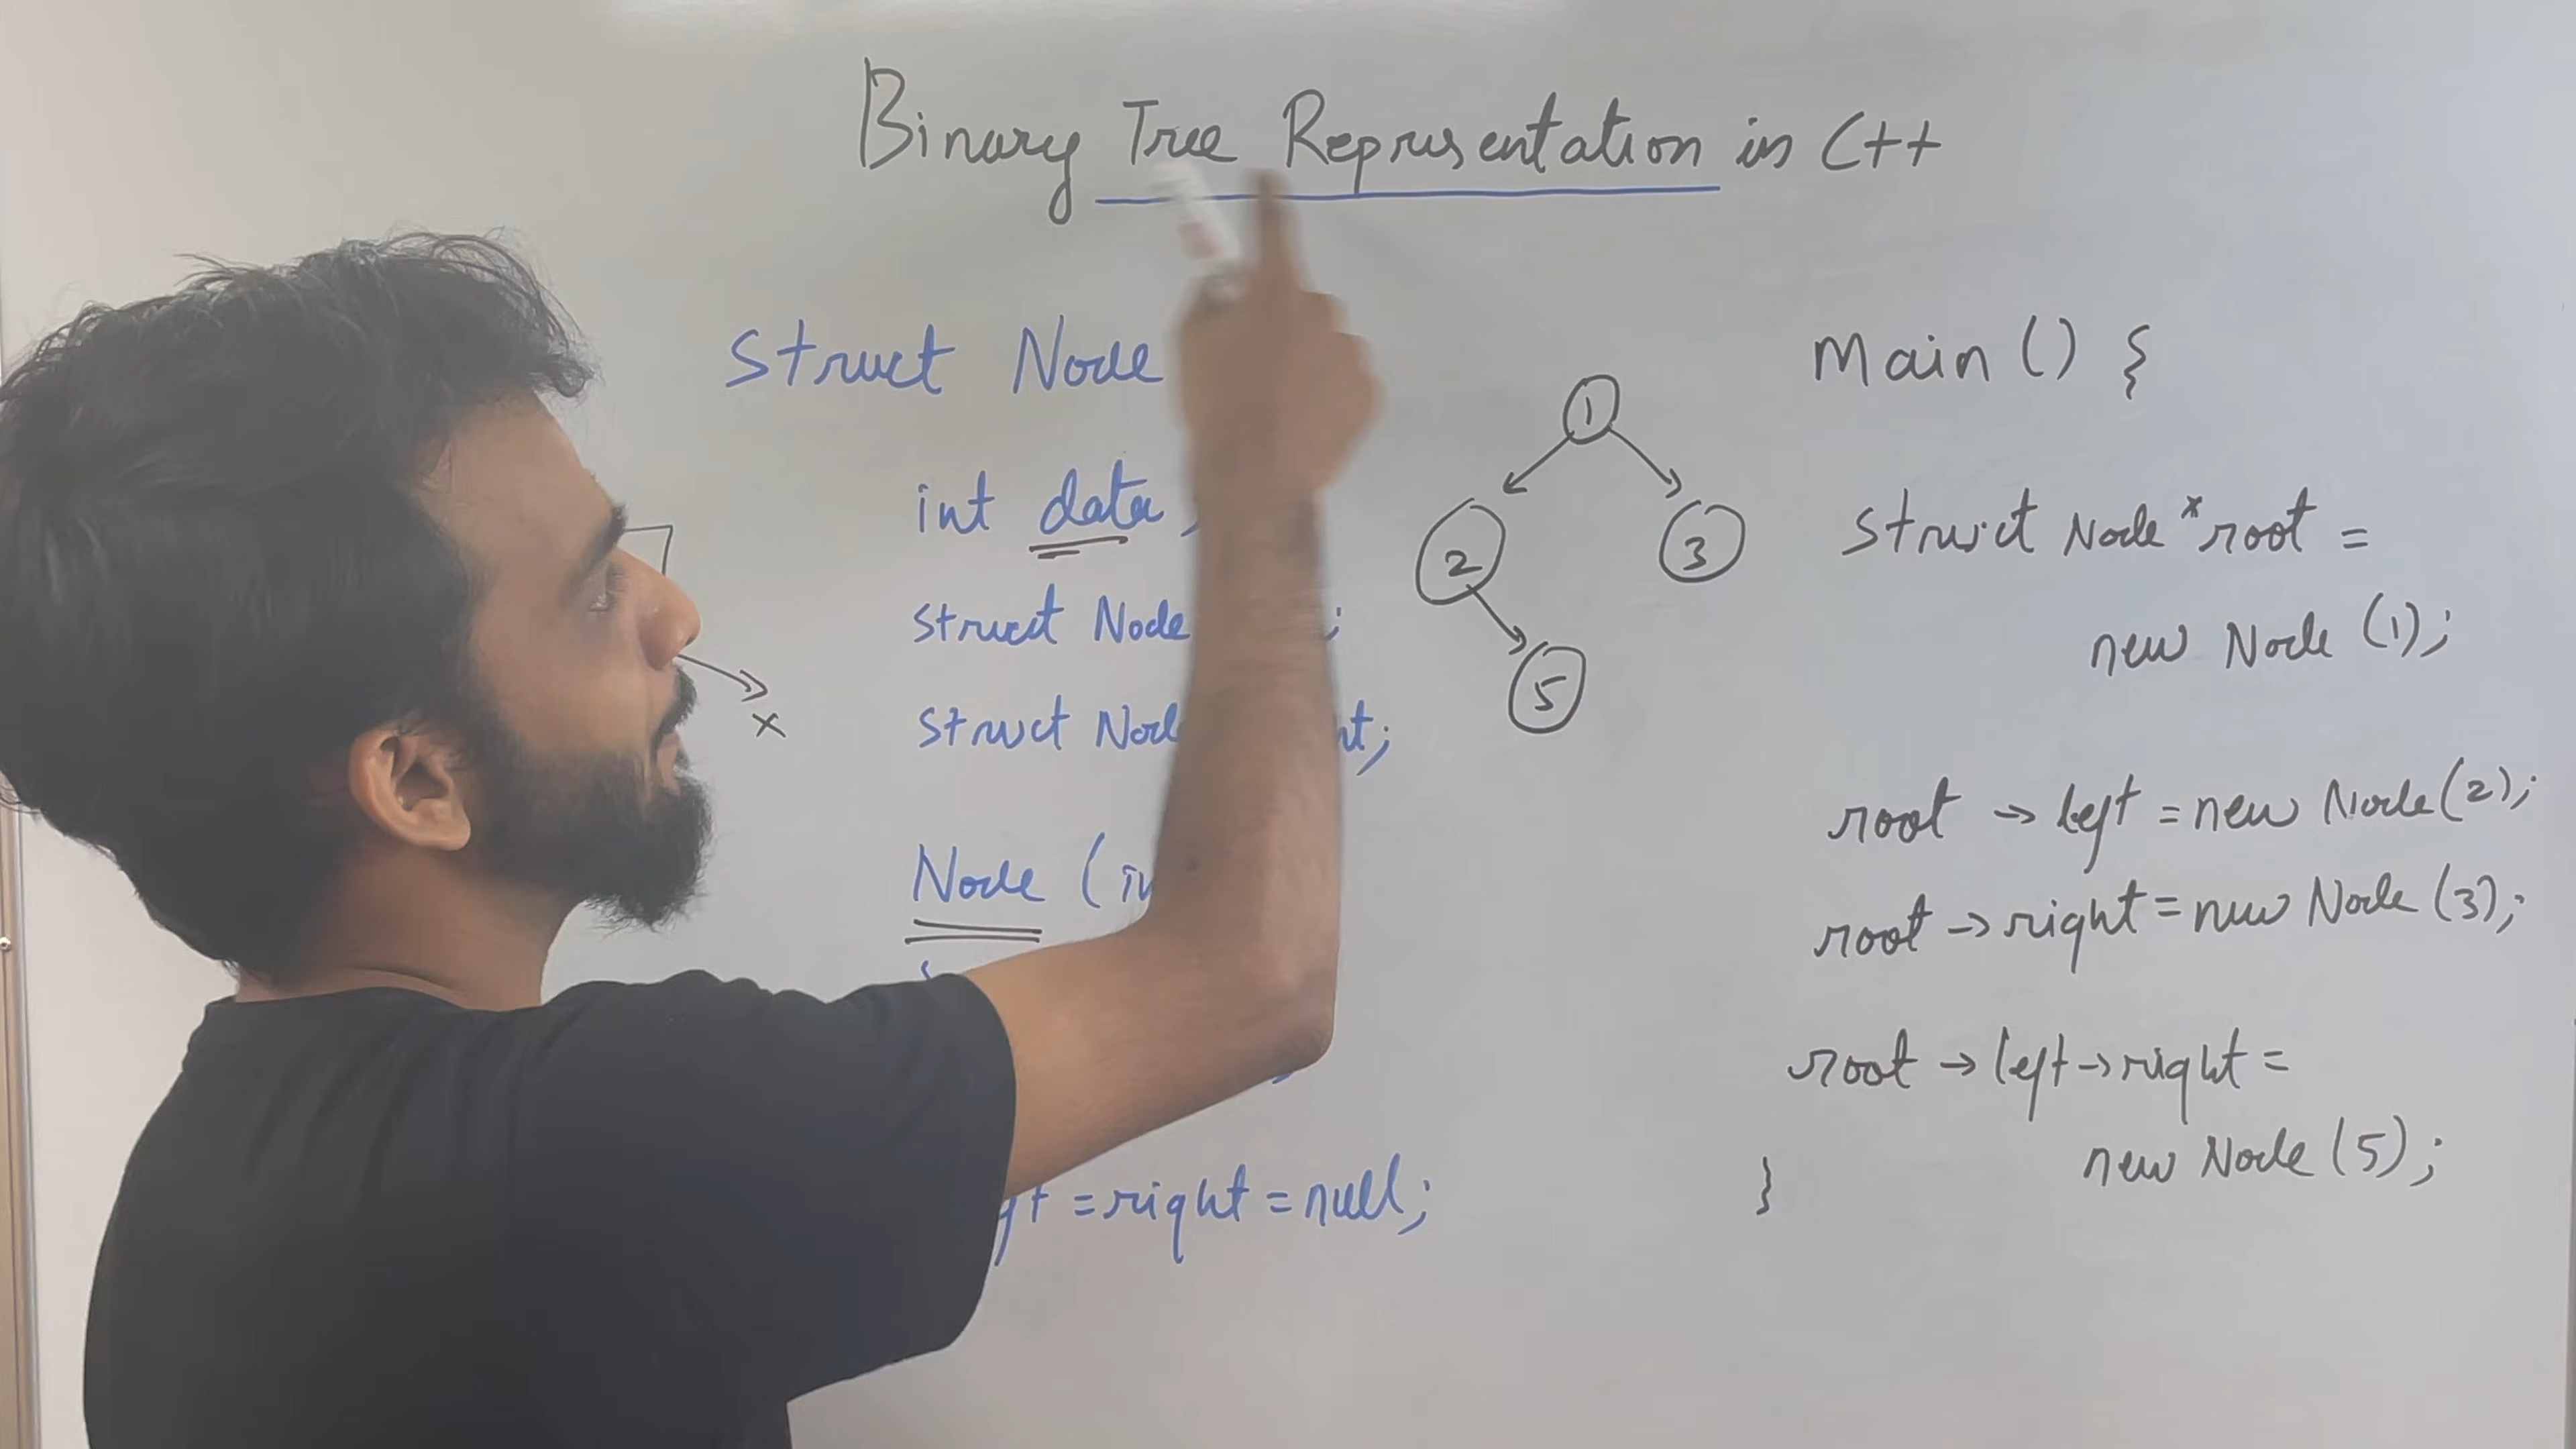 Binary Tree Representation in C++
struct Node
int data;
struct Node ;
struct
Node (
= right = null;
x
1
2
3
5
Main () {
struct Node *root =
new Node (1);
root → left = new Node(2);
root → right = new Node (3);
root → left → right =
new Node (5);
}